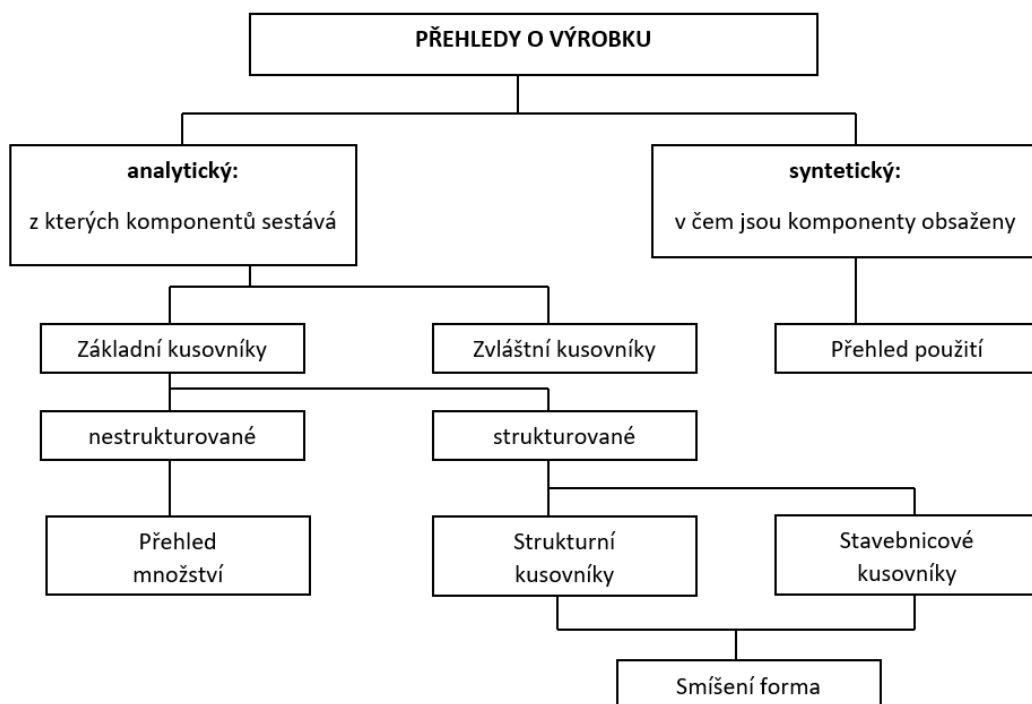 PŘEHLEDY O VÝROBKU
analytický:
z kterých komponentů sestává
syntetický:
v čem jsou komponenty obsaženy
Základní kusovníky
Zvláštní kusovníky
Přehled použití
nestrukturované
strukturované
Přehled
množství
Strukturní
kusovníky
Stavebnicové
kusovníky
Smíšení forma